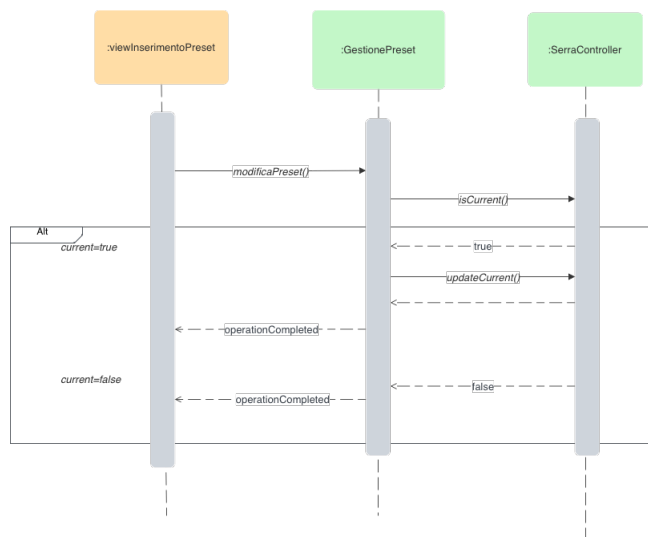 :viewInserimentoPreset
:GestionePreset
:SerraController
modificaPreset()
isCurrent()
Alt
current=true
true
updateCurrent()
operationCompleted
current=false
false
operationCompleted